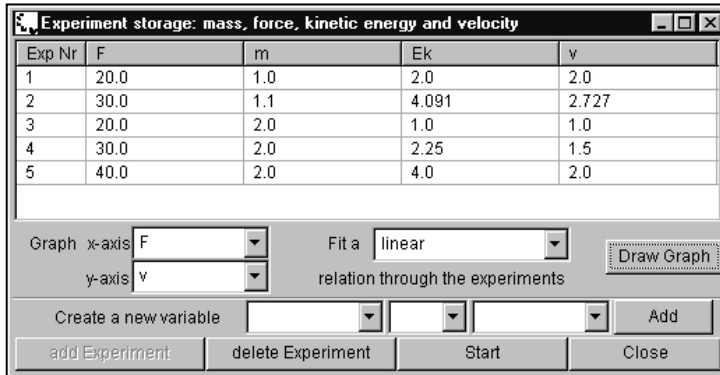 Experiment storage: mass, force, kinetic energy and velocity
Exp Nr F m Ek v
1 20.0 1.0 2.0 2.0
2 30.0 1.1 4.091 2.727
3 20.0 2.0 1.0 1.0
4 30.0 2.0 2.25 1.5
5 40.0 2.0 4.0 2.0
Graph x-axis F Fit a linear Draw Graph
y-axis v relation through the experiments
Create a new variable Add
add Experiment delete Experiment Start Close